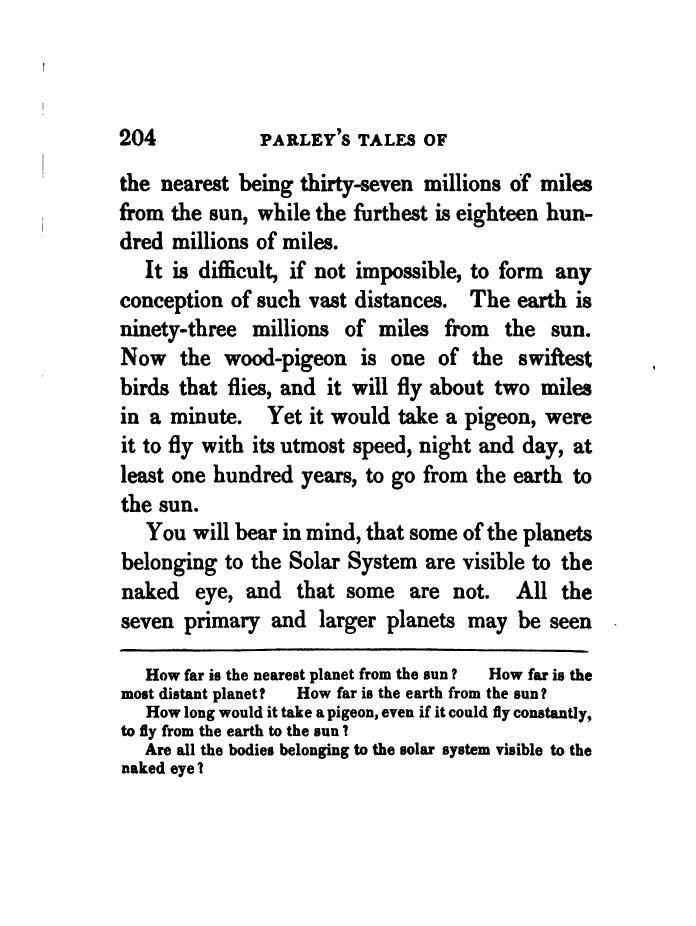 204 PARLEY'S TALES OF
the nearest being thirty-seven millions of miles
from the sun, while the furthest is eighteen hun-
dred millions of miles.
It is difficult, if not impossible, to form any
conception of such vast distances. The earth is
ninety-three millions of miles from the sun.
Now the wood-pigeon is one of the swiftest
birds that flies, and it will fly about two miles
in a minute. Yet it would take a pigeon, were
it to fly with its utmost speed, night and day, at
least one hundred years, to go from the earth to
the sun.
You will bear in mind, that some of the planets
belonging to the Solar System are visible to the
naked eye, and that some are not. All the
seven primary and larger planets may be seen
How far is the nearest planet from the sun? How far is the
most distant planet? How far is the earth from the sun?
How long would it take a pigeon, even if it could fly constantly,
to fly from the earth to the sun?
Are all the bodies belonging to the solar system visible to the
naked eye?